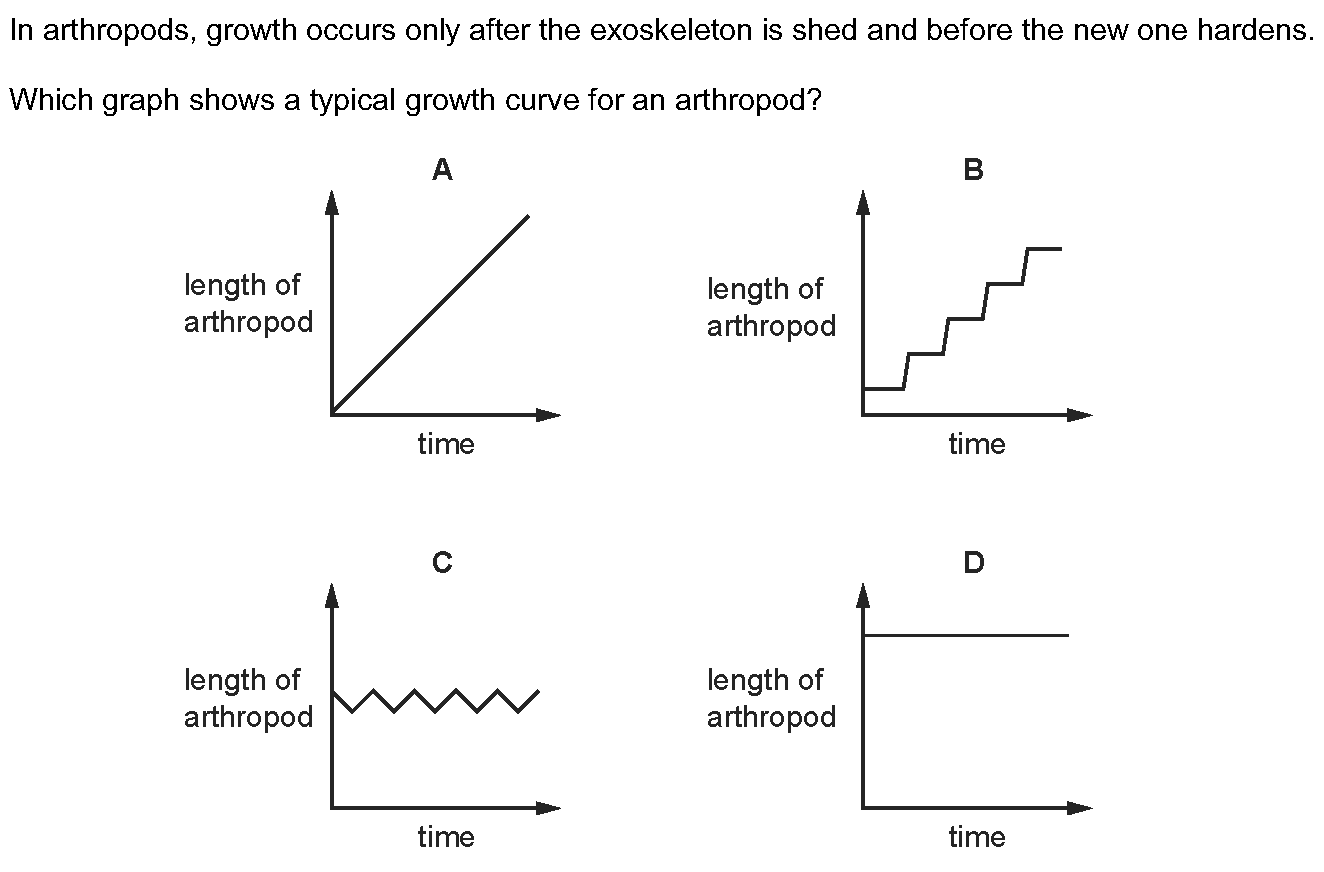 In arthropods, growth occurs only after the exoskeleton is shed and before the new one hardens.
Which graph shows a typical growth curve for an arthropod?
A
length of
arthropod
time
B
length of
arthropod
time
C
length of
arthropod
time
D
length of
arthropod
time